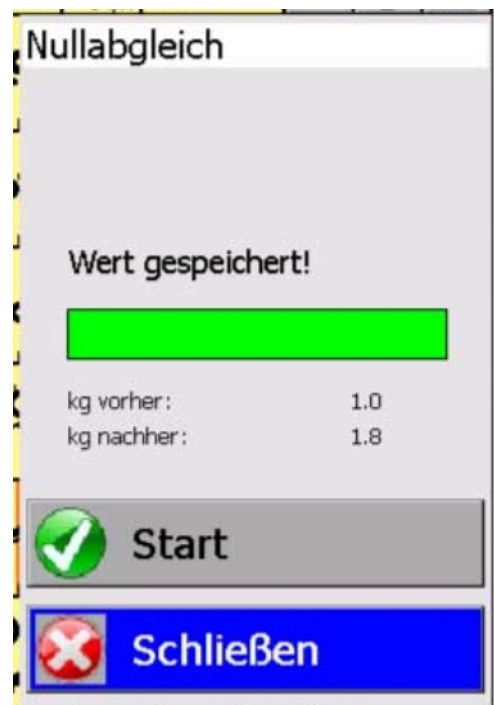 Nullabgleich
Wert gespeichert!
kg vorher: 1.0
kg nachher: 1.8
Start
Schließen